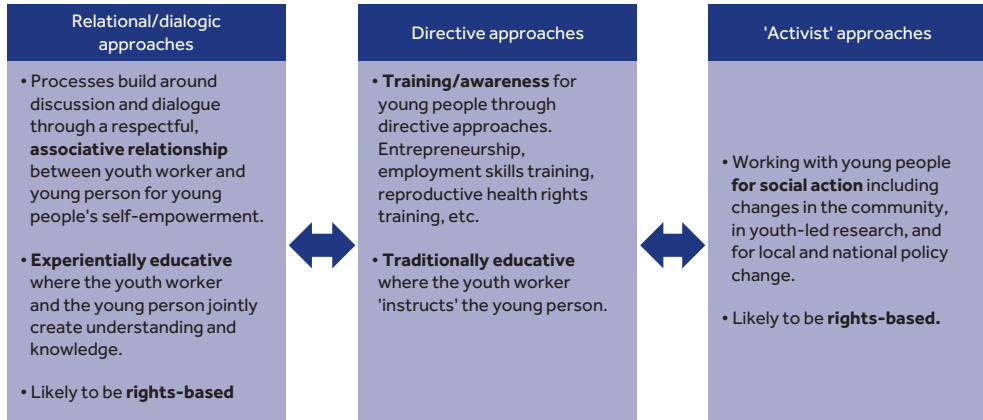 Relational/dialogic
approaches
• Processes build around
discussion and dialogue
through a respectful,
associative relationship
between youth worker and
young person for young
people's self-empowerment.
• Experientially educative
where the youth worker
and the young person jointly
create understanding and
knowledge.
• Likely to be rights-based
Directive approaches
• Training/awareness for
young people through
directive approaches.
Entrepreneurship,
employment skills training,
reproductive health rights
training, etc.
• Traditionally educative
where the youth worker
'instructs' the young person.
'Activist' approaches
• Working with young people
for social action including
changes in the community,
in youth-led research, and
for local and national policy
change.
• Likely to be rights-based.